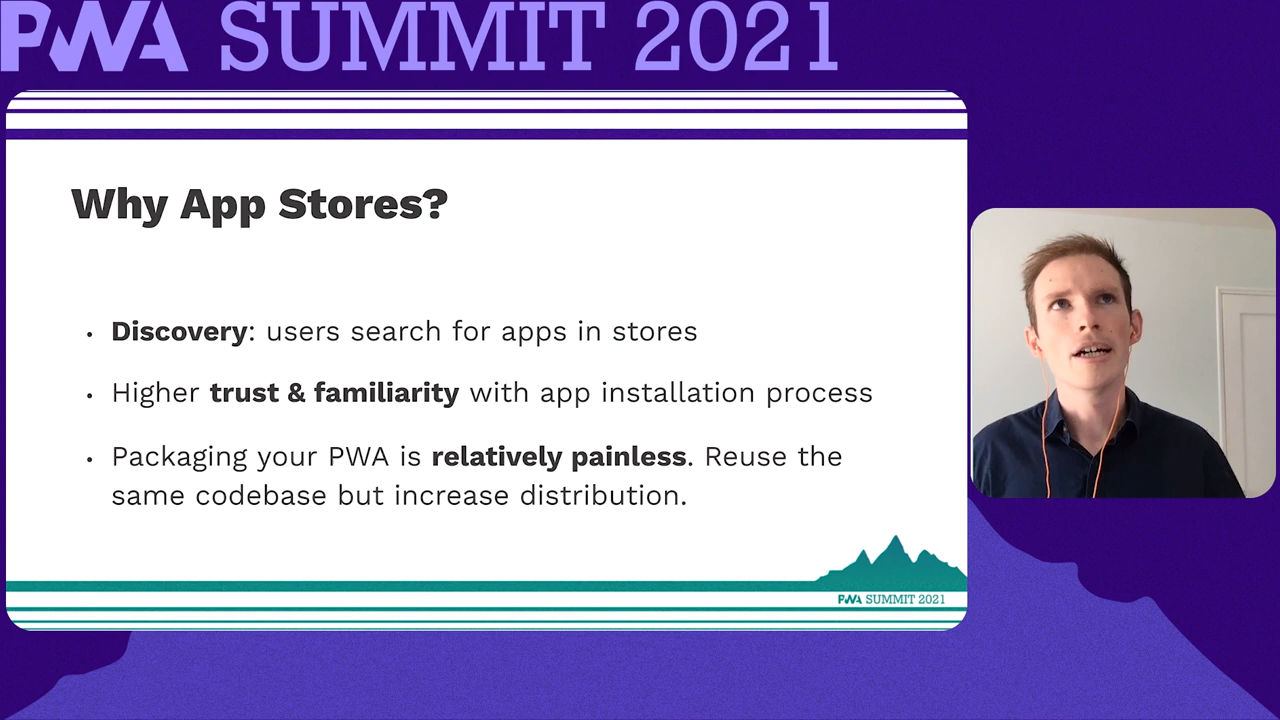 PWA SUMMIT 2021
Why App Stores?
• Discovery: users search for apps in stores
• Higher trust & familiarity with app installation process
• Packaging your PWA is relatively painless. Reuse the
same codebase but increase distribution.
PWA SUMMIT 2021